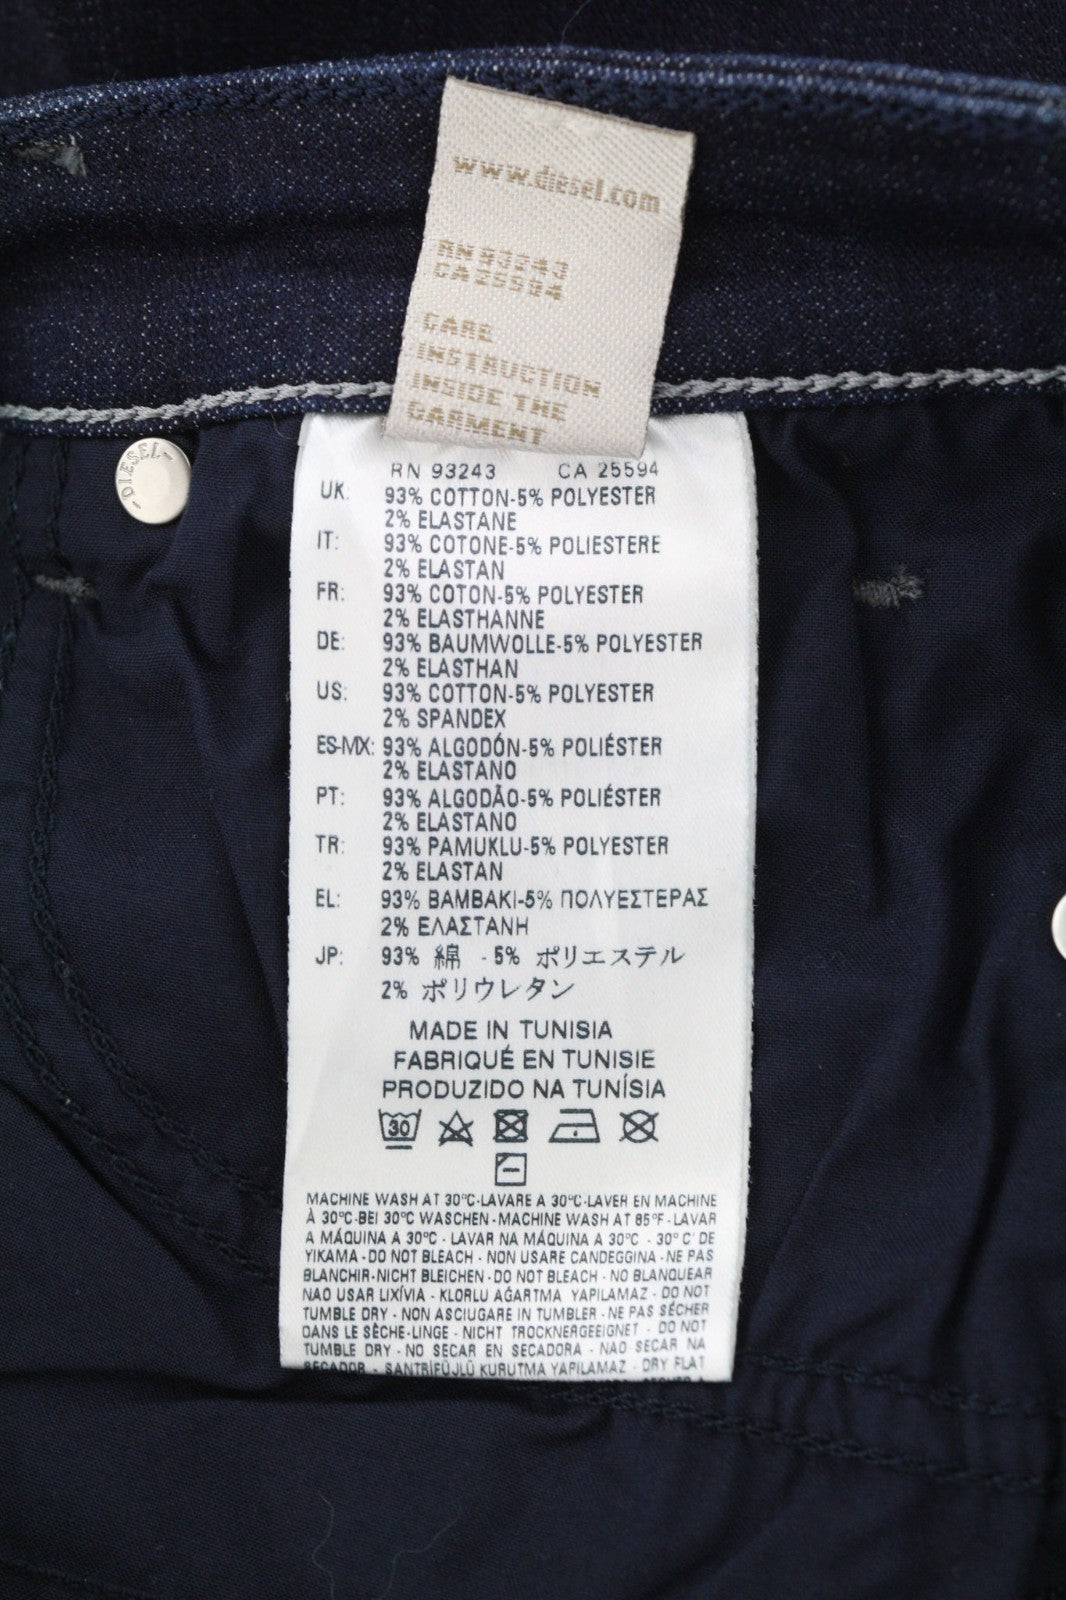 www.diesel.com
RN 93243
CA 25594
CARE
INSTRUCTION
INSIDE THE
GARMENT
DIESEL
RN 93243 CA 25594
UK: 93% COTTON-5% POLYESTER
2% ELASTANE
IT: 93% COTONE-5% POLIESTERE
2% ELASTAN
FR: 93% COTON-5% POLYESTER
2% ELASTHANNE
DE: 93% BAUMWOLLE-5% POLYESTER
2% ELASTHAN
US: 93% COTTON-5% POLYESTER
2% SPANDEX
ES-MX: 93% ALGODÓN-5% POLIÉSTER
2% ELASTANO
PT: 93% ALGODÃO-5% POLIÉSTER
2% ELASTANO
TR: 93% PAMUKLU-5% POLYESTER
2% ELASTAN
EL: 93% ΒΑΜΒΑΚΙ-5% ΠΟΛΥΕΣΤΕΡΑΣ
2% ΕΛΑΣΤΑΝΗ
JP: 93% 綿 - 5% ポリエステル
2% ポリウレタン
MADE IN TUNISIA
FABRIQUÉ EN TUNISIE
PRODUZIDO NA TUNÍSIA
30
MACHINE WASH AT 30°C-LAVARE A 30°C-LAVER EN MACHINE
À 30°C-BEI 30°C WASCHEN-MACHINE WASH AT 85°F-LAVAR
A MÁQUINA A 30°C - LAVAR NA MÁQUINA A 30°C - 30° C' DE
YIKAMA - DO NOT BLEACH - NON USARE CANDEGGINA -NE PAS
BLANCHIR-NICHT BLEICHEN-DO NOT BLEACH - NO BLANQUEAR
NAO USAR LIXÍVIA - KLORLU AĞARTMA YAPILAMAZ - DO NOT
TUMBLE DRY - NON ASCIUGARE IN TUMBLER -NE PAS SÉCHER
DANS LE SÈCHE-LINGE - NICHT TROCKNERGEEIGNET - DO NOT
TUMBLE DRY- NO SECAR EN SECADORA - NAO SECAR NA
SECADOR - SANTRİFÜJLÜ KURUTMA YAPILAMAZ - DRY FLAT